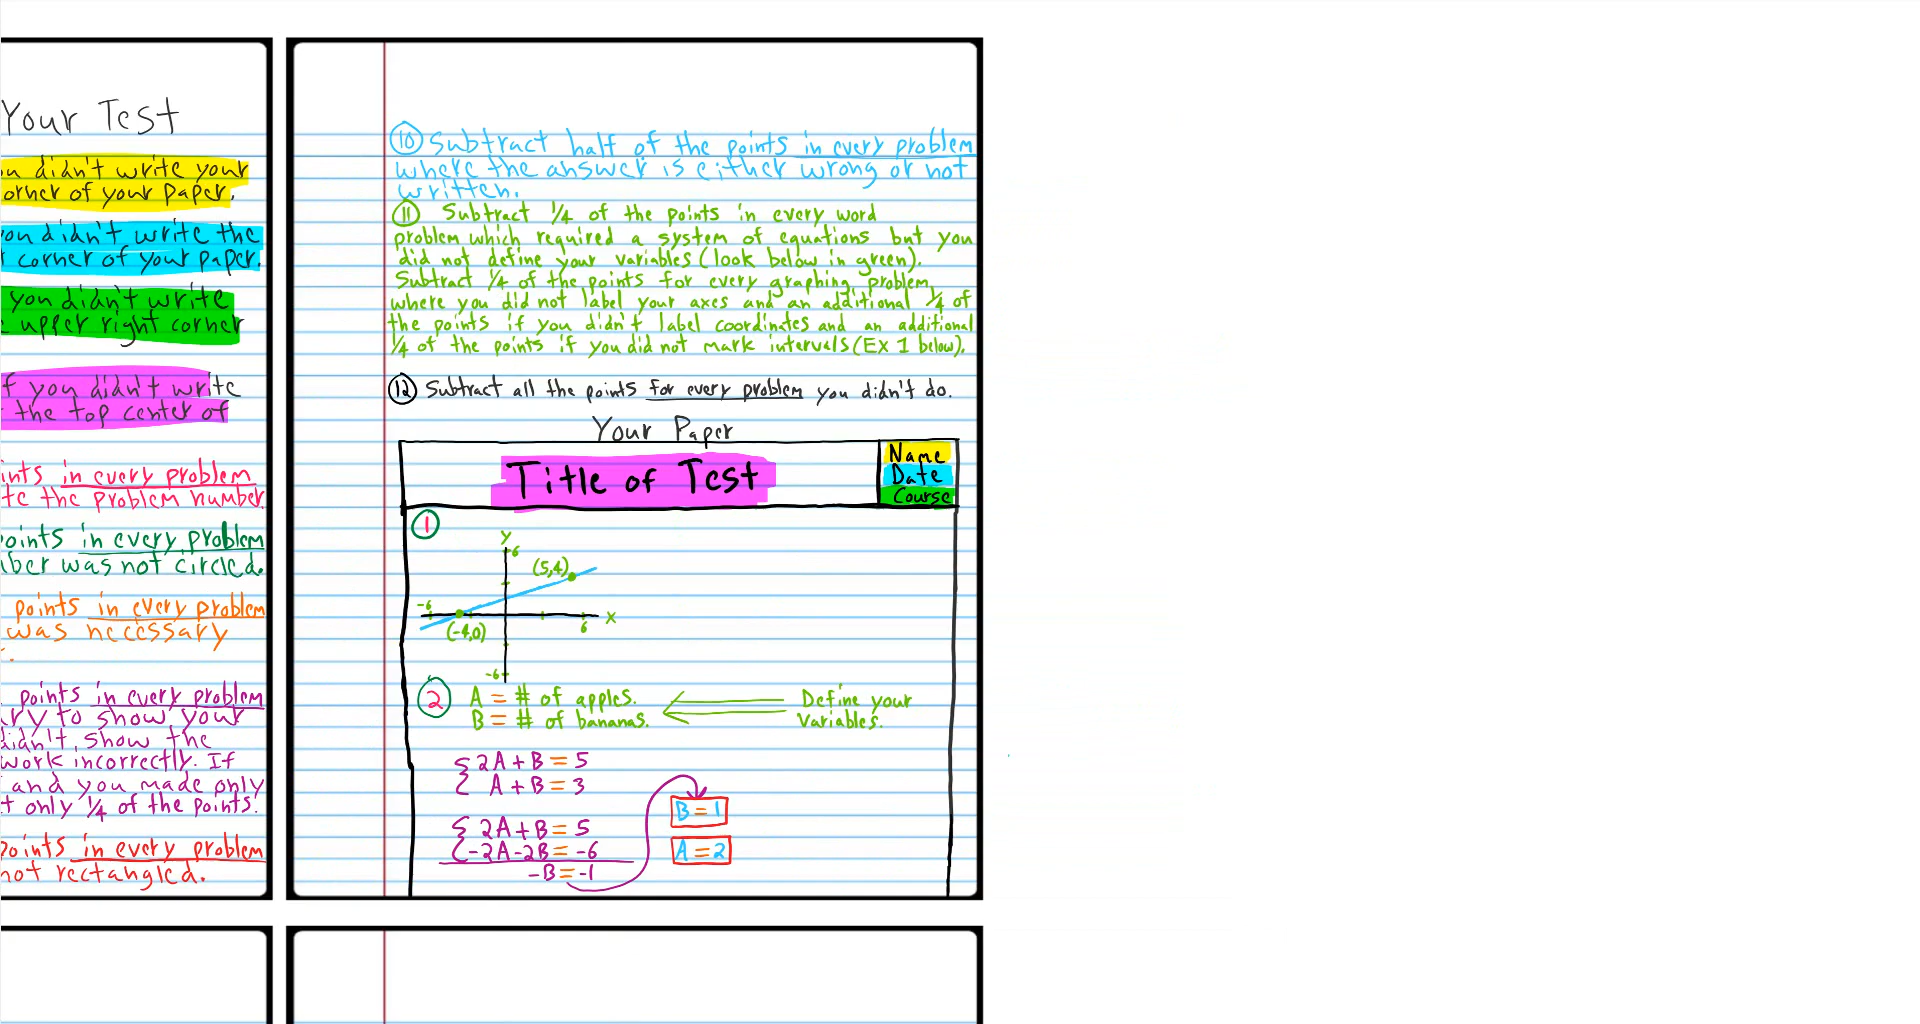 Your Test
u didn't write your
orner of your paper.
ou didn't write the
r corner of your paper.
you didn't write
upper right corner
f you didn't write
the top center of
ints in every problem
te the problem number.
oints in every problem
ber was not circled.
points in every problem
was necessary
points in every problem
ry to show your
didn't show the
work incorrectly. If
and you made only
t only 1/4 of the points.
points in every problem
not rectangled.
10 Subtract half of the points in every problem
where the answer is either wrong or not
written.
11 Subtract 1/4 of the points in every word
problem which required a system of equations but you
did not define your variables (look below in green).
Subtract 1/4 of the points for every graphing problem
where you did not label your axes and an additional 1/4 of
the points if you didn't label coordinates and an additional
1/4 of the points if you did not mark intervals (Ex 1 below).
12 Subtract all the points for every problem you didn't do.
Your Paper
Title of Test
Name
Date
Course
1
y
6
(5,4)
-6
x
(-4,0)
6
-6
2 A = # of apples.
B = # of bananas.
Define your
variables.
{ 2A + B = 5
A + B = 3
{ 2A + B = 5
-2A - 2B = -6
-B = -1
B = 1
A = 2